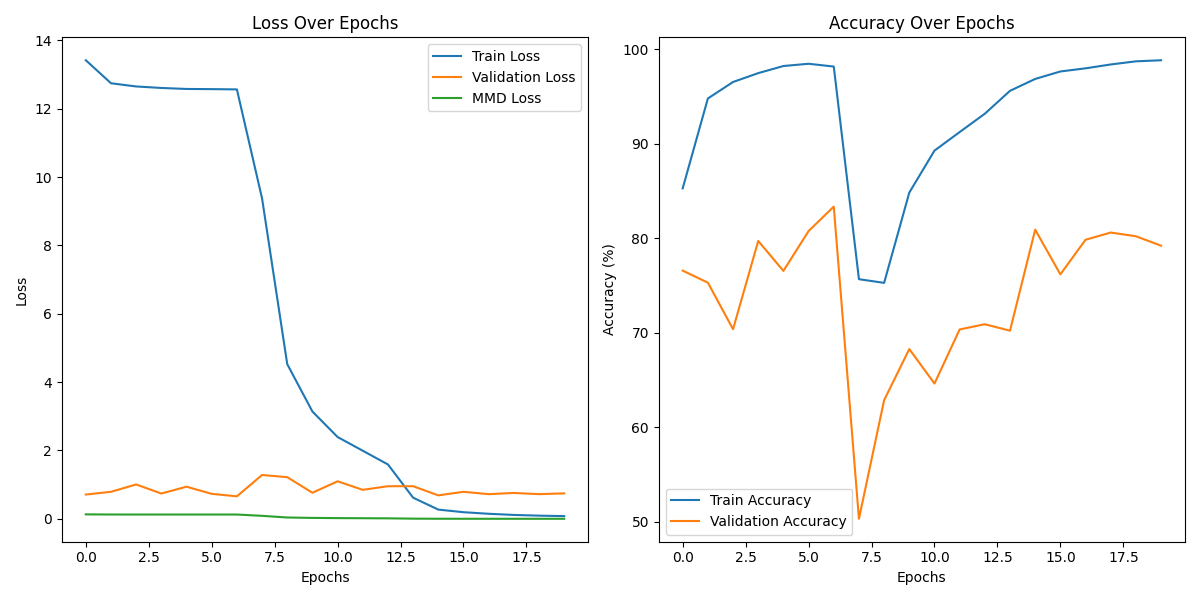 Loss Over Epochs
Train Loss
Validation Loss
MMD Loss
14
12
10
8
6
4
2
0
Loss
0.0 2.5 5.0 7.5 10.0 12.5 15.0 17.5
Epochs
Accuracy Over Epochs
100
90
80
70
60
50
Accuracy (%)
Train Accuracy
Validation Accuracy
0.0 2.5 5.0 7.5 10.0 12.5 15.0 17.5
Epochs